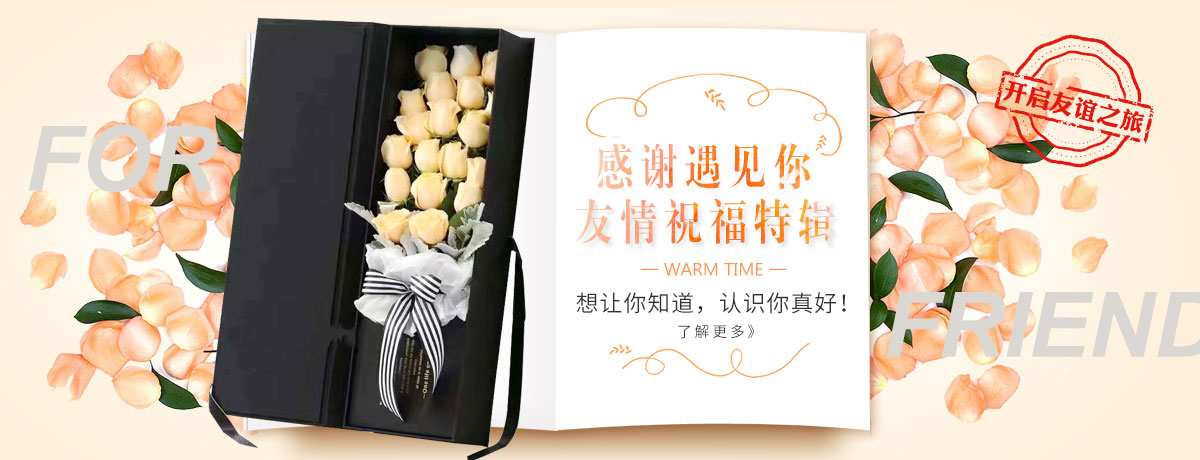 FOR
感谢遇见你
友情祝福特辑
— WARM TIME —
想让你知道，认识你真好！
了解更多》
开启友谊之旅
FRIEND